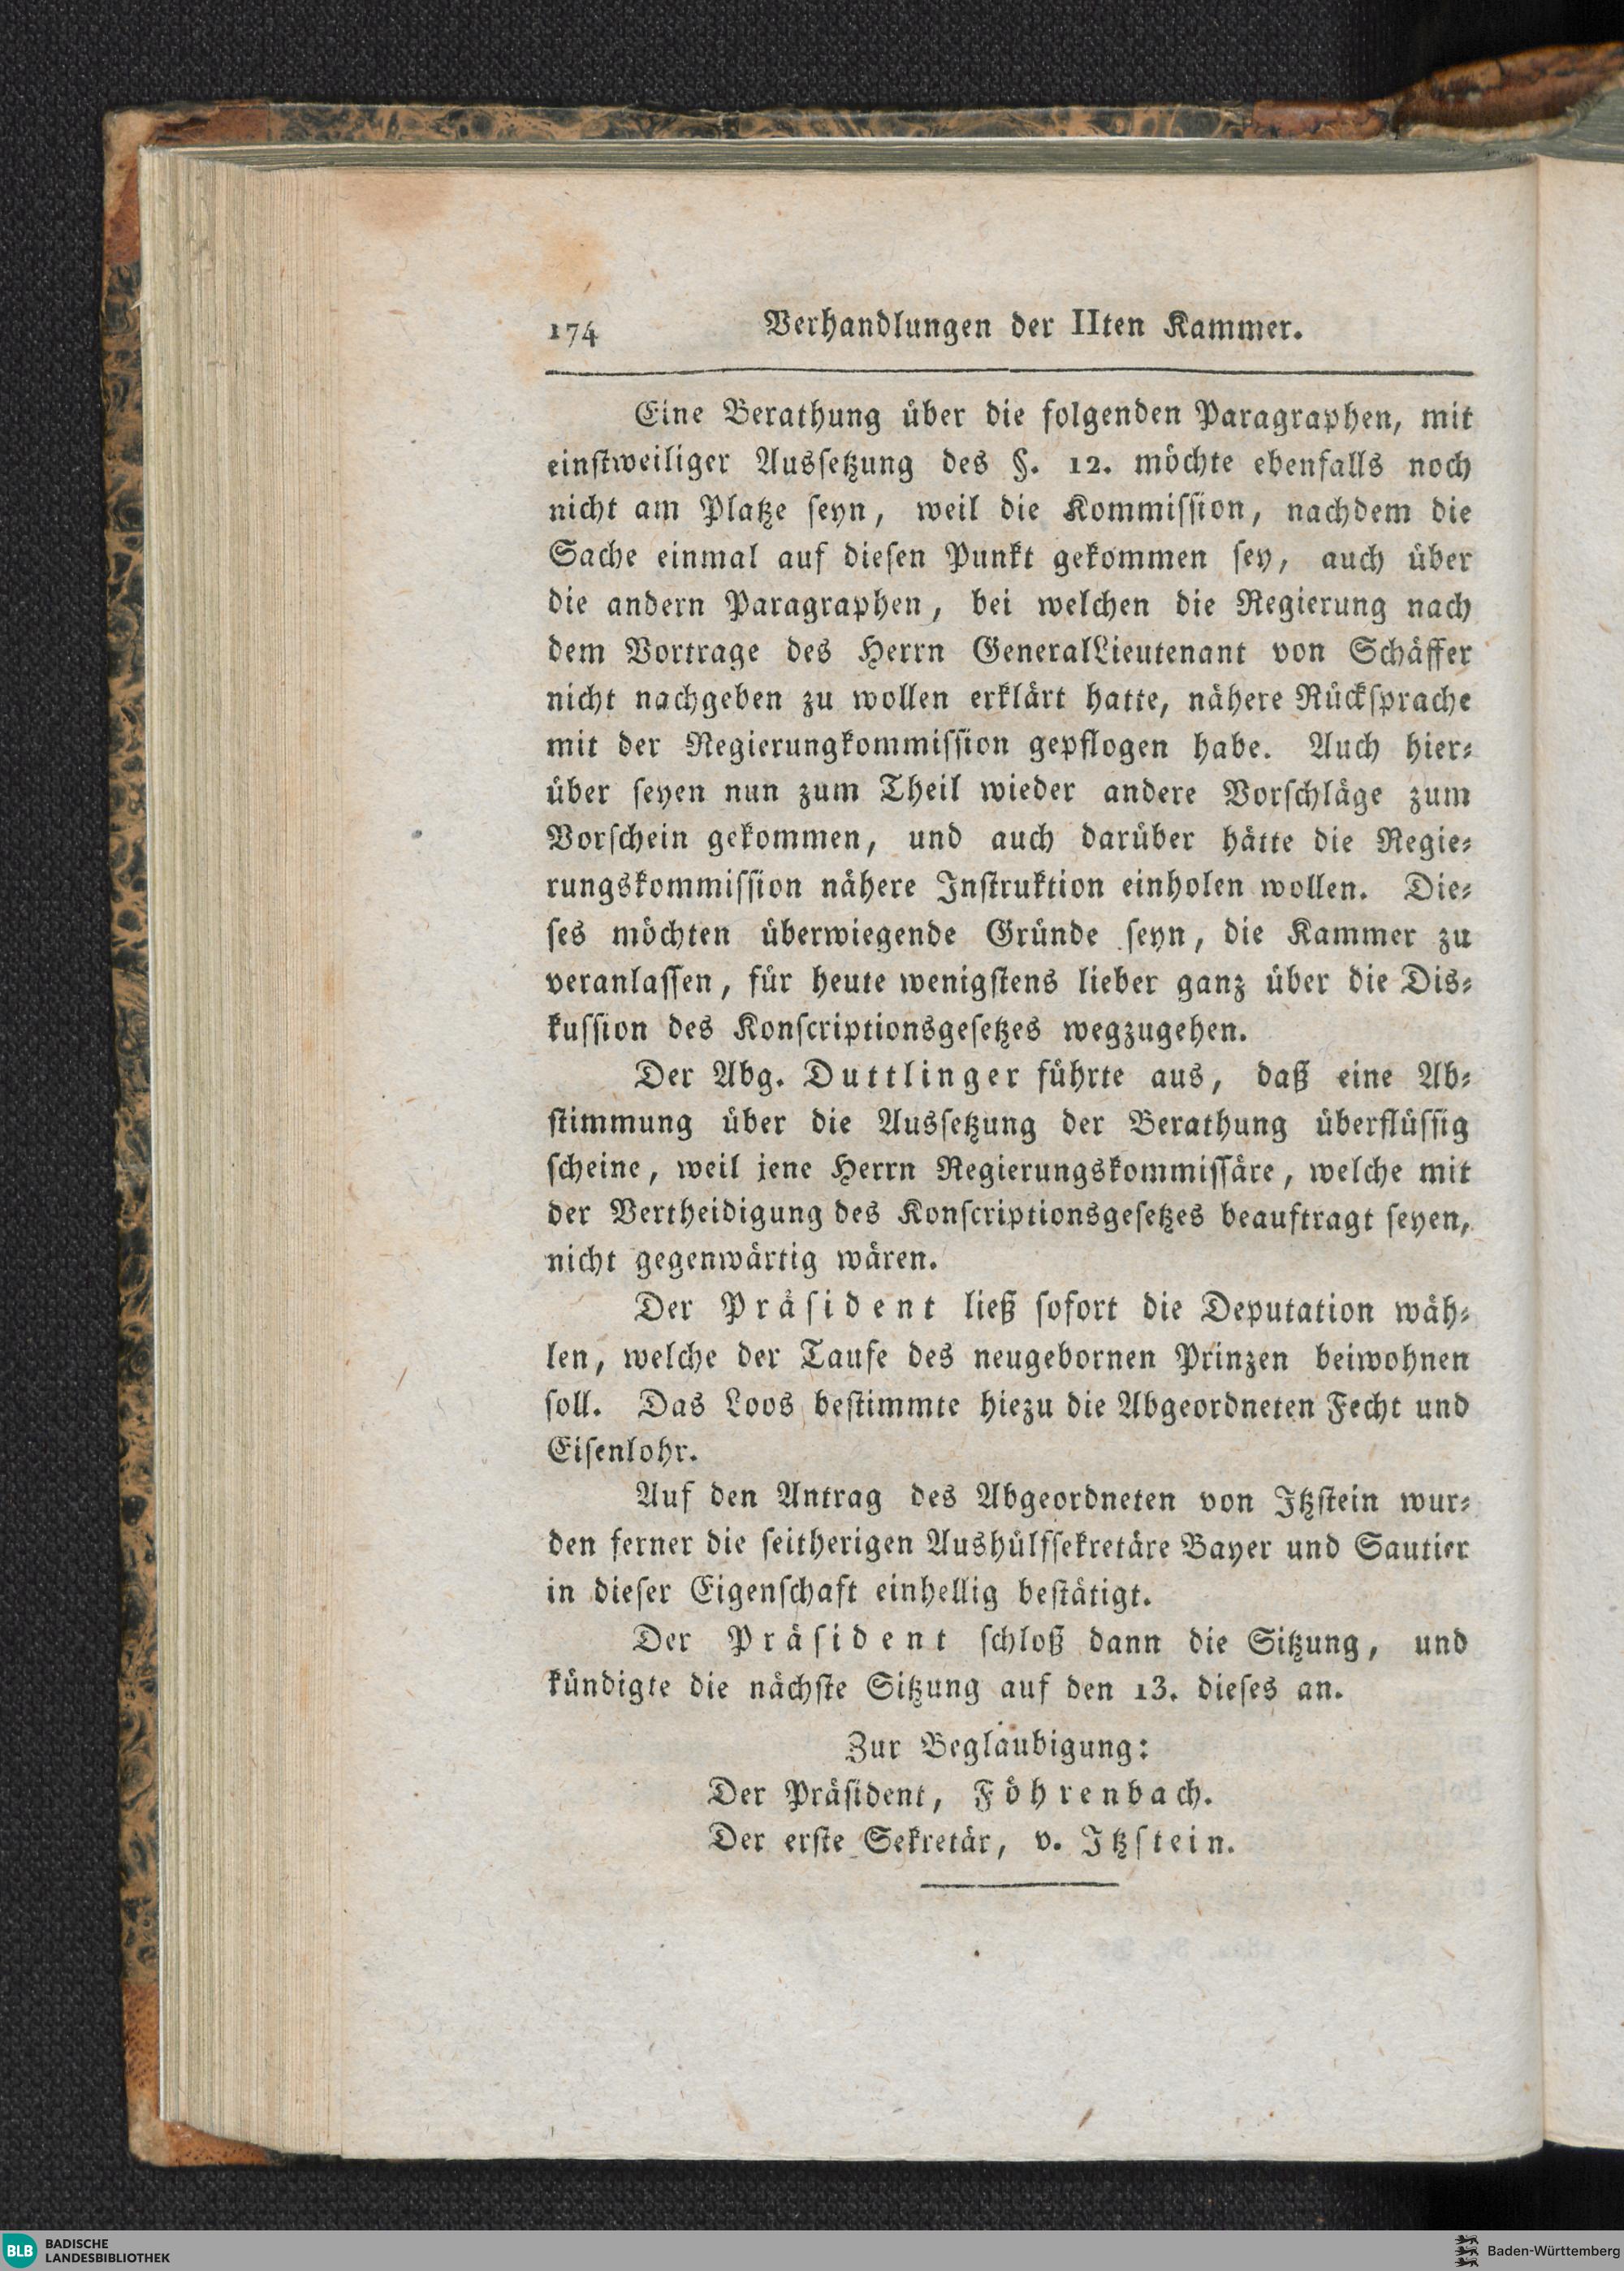 174 Verhandlungen der IIten Kammer.
Eine Berathung über die folgenden Paragraphen, mit
einstweiliger Aussetzung des §. 12. möchte ebenfalls noch
nicht am Platze seyn, weil die Kommission, nachdem die
Sache einmal auf diesen Punkt gekommen sey, auch über
die andern Paragraphen, bei welchen die Regierung nach
dem Vortrage des Herrn GeneralLieutenant von Schäffer
nicht nachgeben zu wollen erklärt hatte, nähere Rücksprache
mit der Regierungkommission gepflogen habe. Auch hier-
über seyen nun zum Theil wieder andere Vorschläge zum
Vorschein gekommen, und auch darüber hätte die Regie-
rungskommission nähere Instruktion einholen wollen. Die-
ses möchten überwiegende Gründe seyn, die Kammer zu
veranlassen, für heute wenigstens lieber ganz über die Dis-
kussion des Konscriptionsgesetzes wegzugehen.
Der Abg. Duttlinger führte aus, daß eine Ab-
stimmung über die Aussetzung der Berathung überflüssig
scheine, weil jene Herrn Regierungskommissäre, welche mit
der Vertheidigung des Konscriptionsgesetzes beauftragt seyen,
nicht gegenwärtig wären.
Der Präsident ließ sofort die Deputation wäh-
len, welche der Taufe des neugebornen Prinzen beiwohnen
soll. Das Loos bestimmte hiezu die Abgeordneten Fecht und
Eisenlohr.
Auf den Antrag des Abgeordneten von Itzstein wur-
den ferner die seitherigen Aushülfssekretäre Bayer und Sautier
in dieser Eigenschaft einhellig bestätigt.
Der Präsident schloß dann die Sitzung, und
kündigte die nächste Sitzung auf den 13. dieses an.
Zur Beglaubigung:
Der Präsident, Föhrenbach.
Der erste Sekretär, v. Itzstein.
BLB BADISCHE
LANDESBIBLIOTHEK
Baden-Württemberg